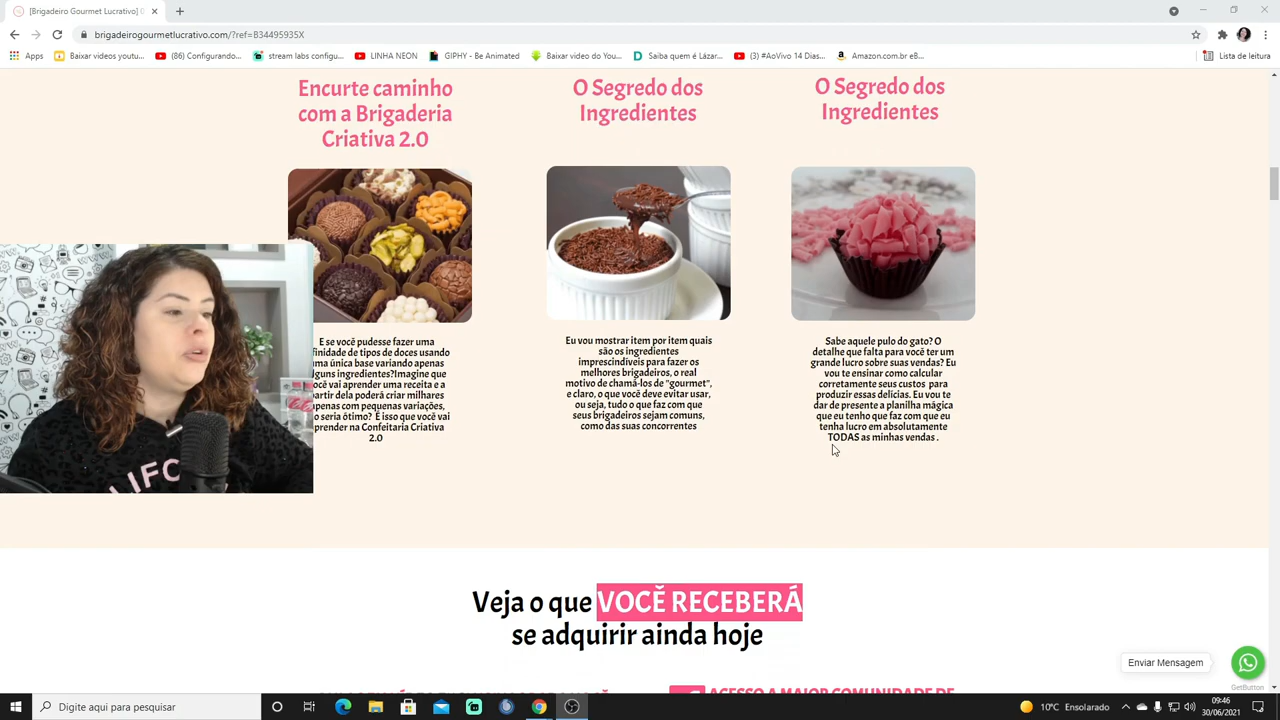 [Brigadeiro Gourmet Lucrativo]
brigadeirogourmetlucrativo.com/?ref=B34495935X
Apps
Baixar videos youtub...
(86) Configurando...
stream labs configu...
LINHA NEON
GIPHY - Be Animated
Baixar video do You...
Saiba quem é Lázar...
(3) #AoVivo 14 Dias...
Amazon.com.br eB...
Lista de leitura
Encurte caminho
com a Brigaderia
Criativa 2.0
O Segredo dos
Ingredientes
O Segredo dos
Ingredientes
E se você pudesse fazer uma
finidade de tipos de doces usando
uma única base variando apenas
alguns ingredientes?Imagine que
você vai aprender uma receita e a
partir dela poderá criar milhares
apenas com pequenas variações,
o seria ótimo? É isso que você vai
prender na Confeitaria Criativa
2.0
Eu vou mostrar item por item quais
são os ingredientes
imprescindíveis para fazer os
melhores brigadeiros, o real
motivo de chamá-los de "gourmet",
e claro, o que você deve evitar usar,
ou seja, tudo o que faz com que
seus brigadeiros sejam comuns,
como das suas concorrentes
Sabe aquele pulo do gato? O
detalhe que falta para você ter um
grande lucro sobre suas vendas? Eu
vou te ensinar como calcular
corretamente seus custos para
produzir essas delícias. Eu vou te
dar de presente a planilha mágica
que eu tenho que faz com que eu
tenha lucro em absolutamente
TODAS as minhas vendas .
LIFO
Veja o que VOCÊ RECEBERÁ
se adquirir ainda hoje
Enviar Mensagem
GetButton
ACESSO A MAIOR COMUNIDADE DE
Digite aqui para pesquisar
10°C Ensolarado
09:46
30/06/2021